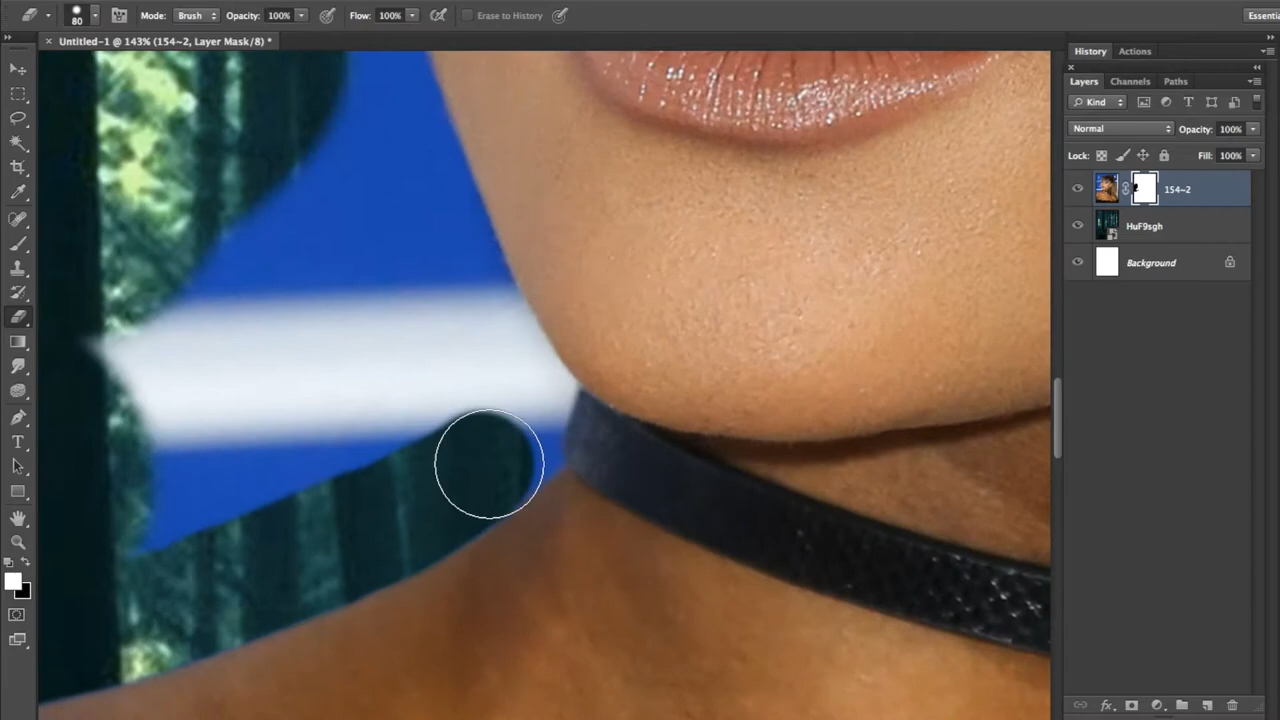 80
Mode: Brush Opacity: 100% Flow: 100% Erase to History
Essenti
Untitled-1 @ 143% (154~2, Layer Mask/8) *
History Actions
Layers Channels Paths
Kind
Normal Opacity: 100%
Lock: Fill: 100%
154~2
HuF9sgh
Background
fx